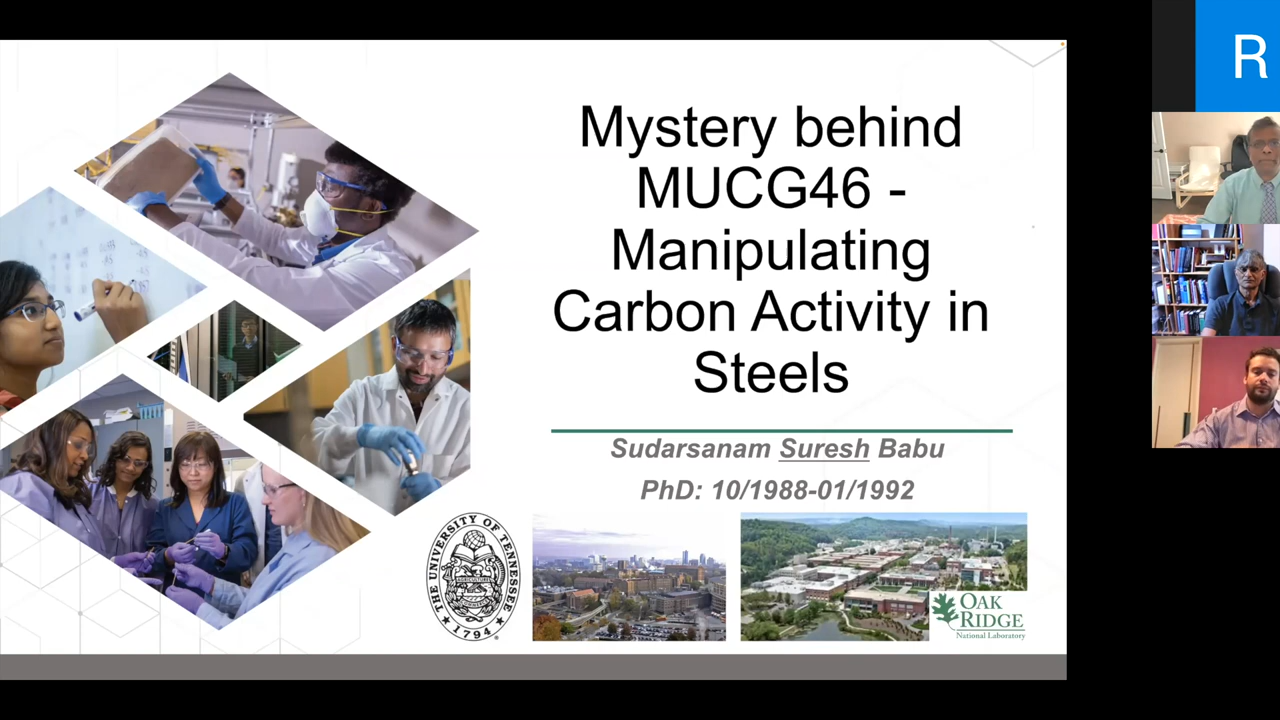 Mystery behind
MUCG46 -
Manipulating
Carbon Activity in
Steels
Sudarsanam Suresh Babu
PhD: 10/1988-01/1992
THE UNIVERSITY OF TENNESSEE
AGRICULTURE
1794
OAK
RIDGE
National Laboratory
R